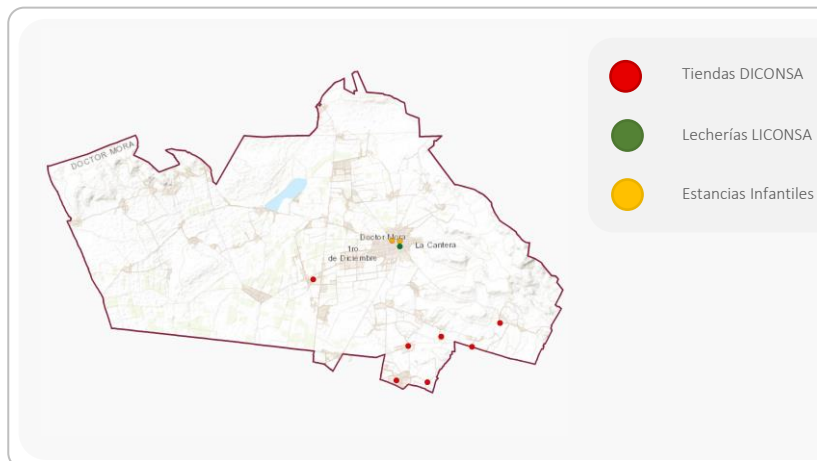 Tiendas DICONSA
Lecherías LICONSA
Estancias Infantiles
DOCTOR MORA
Doctor Mora
La Cantera
1ro
de Diciembre